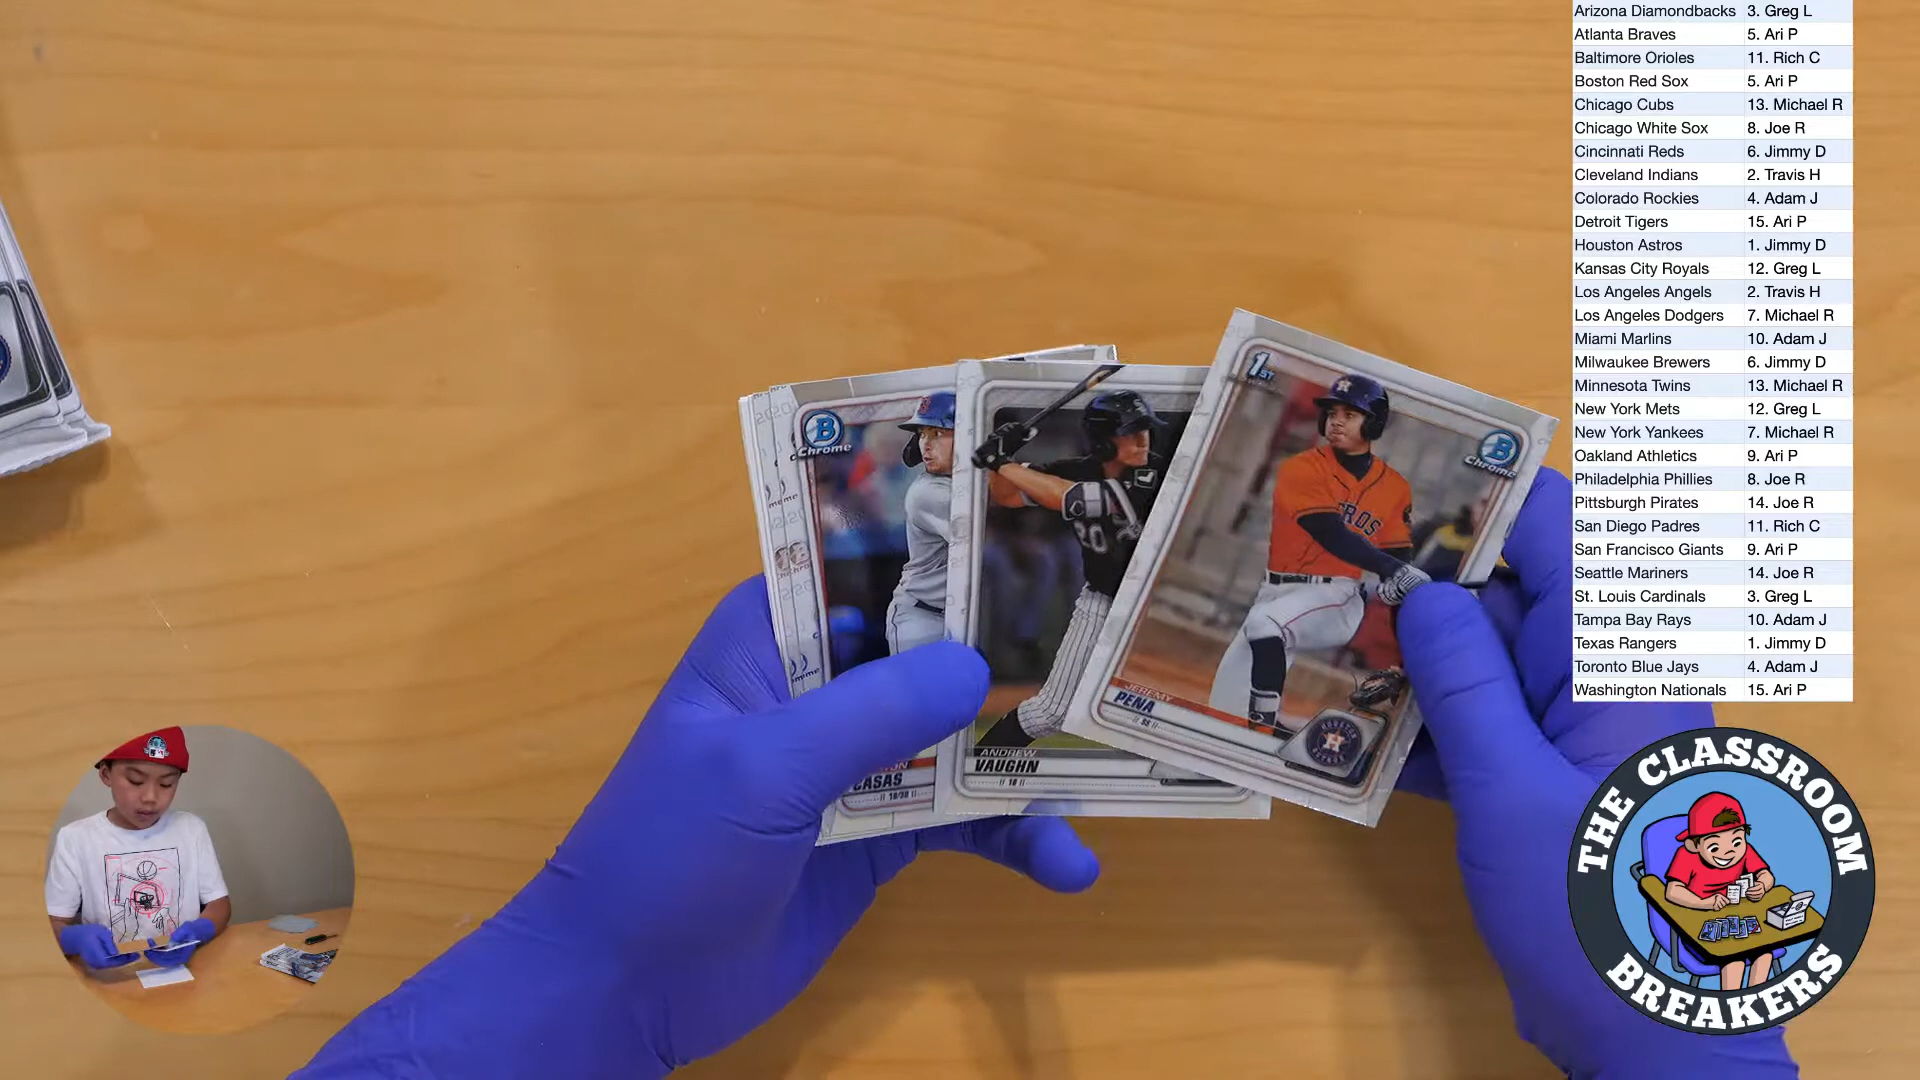 Arizona Diamondbacks 3. Greg L
Atlanta Braves 5. Ari P
Baltimore Orioles 11. Rich C
Boston Red Sox 5. Ari P
Chicago Cubs 13. Michael R
Chicago White Sox 8. Joe R
Cincinnati Reds 6. Jimmy D
Cleveland Indians 2. Travis H
Colorado Rockies 4. Adam J
Detroit Tigers 15. Ari P
Houston Astros 1. Jimmy D
Kansas City Royals 12. Greg L
Los Angeles Angels 2. Travis H
Los Angeles Dodgers 7. Michael R
Miami Marlins 10. Adam J
Milwaukee Brewers 6. Jimmy D
Minnesota Twins 13. Michael R
New York Mets 12. Greg L
New York Yankees 7. Michael R
Oakland Athletics 9. Ari P
Philadelphia Phillies 8. Joe R
Pittsburgh Pirates 14. Joe R
San Diego Padres 11. Rich C
San Francisco Giants 9. Ari P
Seattle Mariners 14. Joe R
St. Louis Cardinals 3. Greg L
Tampa Bay Rays 10. Adam J
Texas Rangers 1. Jimmy D
Toronto Blue Jays 4. Adam J
Washington Nationals 15. Ari P
B
Chrome
CASAS
20
ANDREW
VAUGHN
1ST
B
Chrome
JEREMY
PENA
THE CLASSROOM
BREAKERS